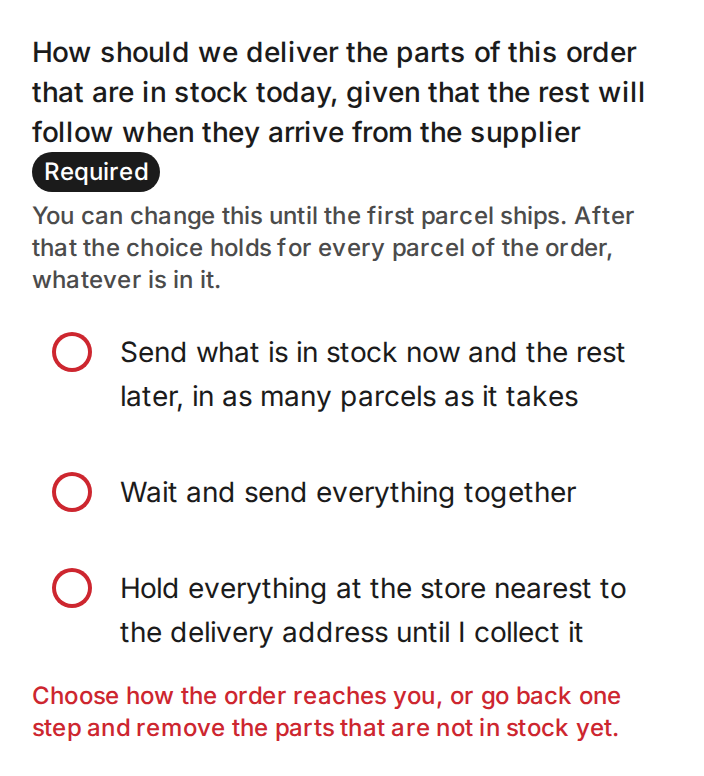 How should we deliver the parts of this order
that are in stock today, given that the rest will
follow when they arrive from the supplier
Required
You can change this until the first parcel ships. After
that the choice holds for every parcel of the order,
whatever is in it.
Send what is in stock now and the rest
later, in as many parcels as it takes
Wait and send everything together
Hold everything at the store nearest to
the delivery address until I collect it
Choose how the order reaches you, or go back one
step and remove the parts that are not in stock yet.